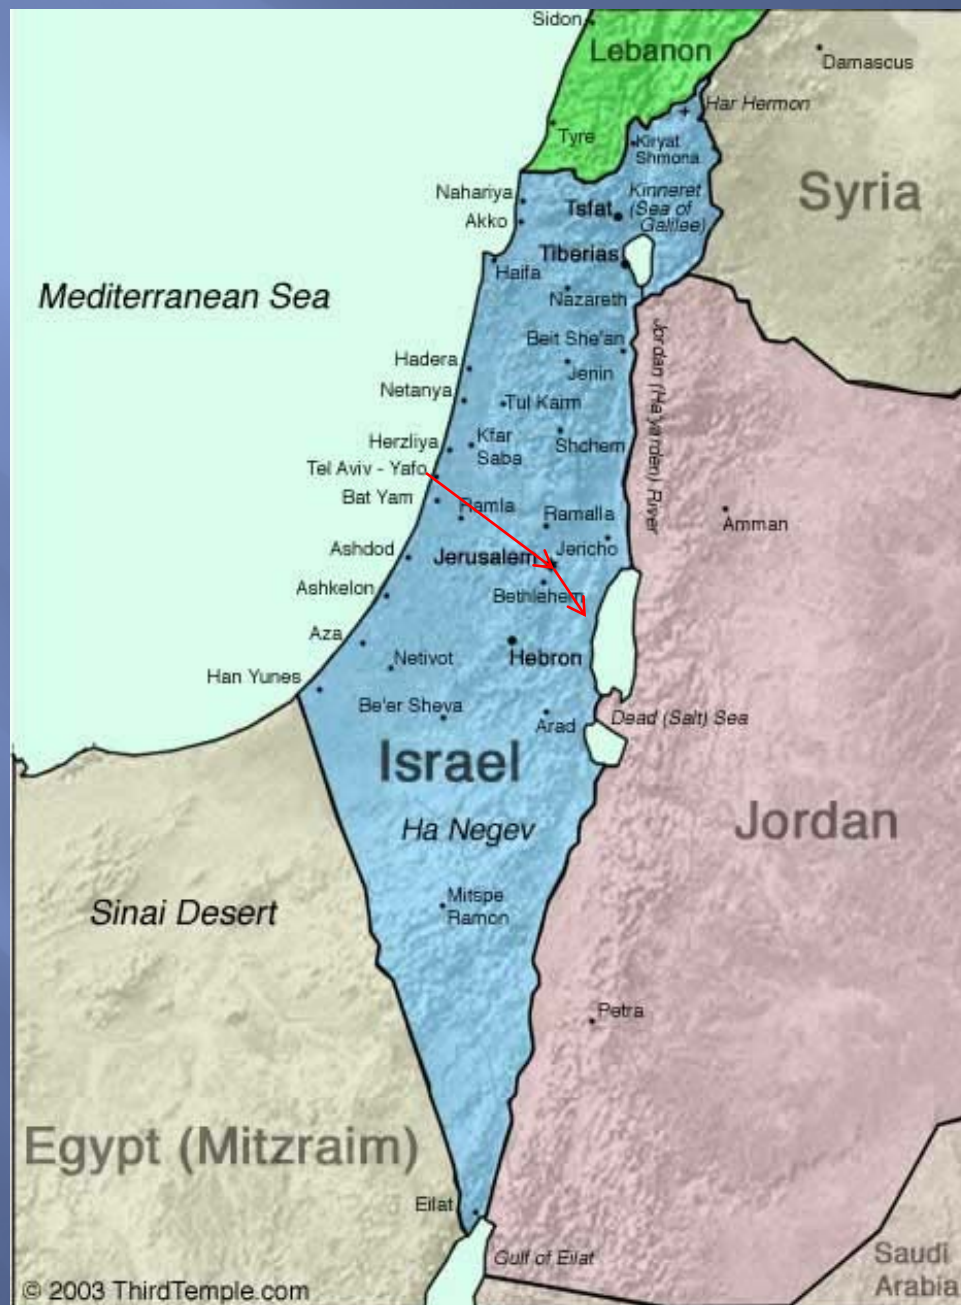 Sidon
Lebanon
Damascus
Har Hermon
Tyre
Kiryat
Shmona
Syria
Nahariya
Kinneret
(Sea of
Galilee)
Tsfat
Akko
Tiberias
Haifa
Mediterranean Sea
Nazareth
Jordan (Ha'yarden) River
Beit She'an
Hadera
Jenin
Netanya
Tul Karm
Herzliya
Kfar
Saba
Shchem
Tel Aviv - Yafo
Bat Yam
Ramla
Ramalla
Amman
Ashdod
Jerusalem
Jericho
Ashkelon
Bethlehem
Aza
Netivot
Hebron
Han Yunes
Be'er Sheva
Arad
Dead (Salt) Sea
Israel
Ha Negev
Jordan
Mitspe
Ramon
Sinai Desert
Petra
Egypt (Mitzraim)
Eilat
Gulf of Eilat
Saudi
Arabia
© 2003 ThirdTemple.com